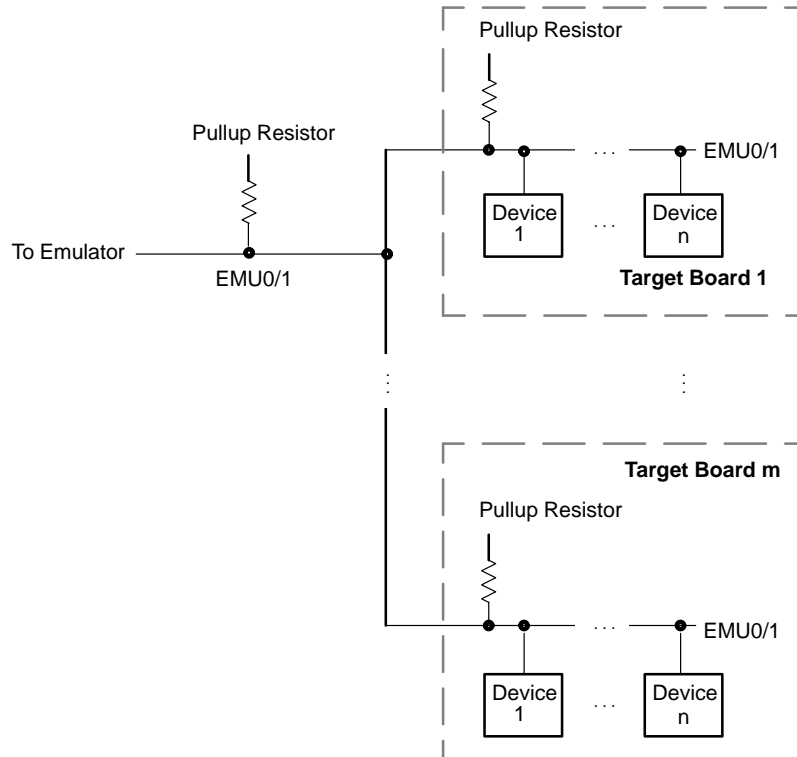 Pullup Resistor
Pullup Resistor
To Emulator
EMU0/1
EMU0/1
Device
1
...
Device
n
...
Target Board 1
...
...
Target Board m
Pullup Resistor
EMU0/1
...
Device
1
...
Device
n